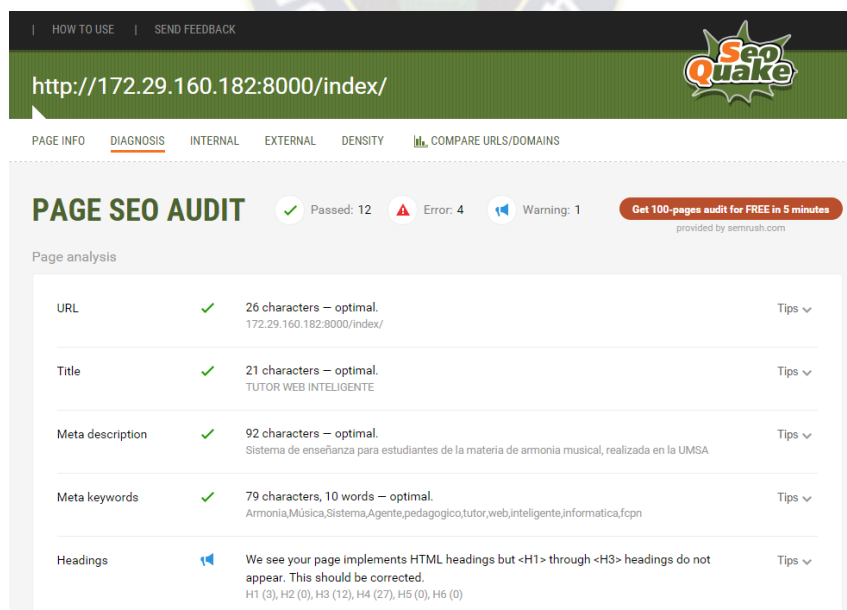 | HOW TO USE | SEND FEEDBACK
Seo Quake
http://172.29.160.182:8000/index/
PAGE INFO DIAGNOSIS INTERNAL EXTERNAL DENSITY COMPARE URLS/DOMAINS
PAGE SEO AUDIT Passed: 12 Error: 4 Warning: 1 Get 100-pages audit for FREE in 5 minutes
provided by semrush.com
Page analysis
URL 26 characters — optimal. Tips
172.29.160.182:8000/index/
Title 21 characters — optimal. Tips
TUTOR WEB INTELIGENTE
Meta description 92 characters — optimal. Tips
Sistema de enseñanza para estudiantes de la materia de armonia musical, realizada en la UMSA
Meta keywords 79 characters, 10 words — optimal. Tips
Armonia,Música,Sistema,Agente,pedagogico,tutor,web,inteligente,informatica,fcpn
Headings We see your page implements HTML headings but <H1> through <H3> headings do not Tips
appear. This should be corrected.
H1 (3), H2 (0), H3 (12), H4 (27), H5 (0), H6 (0)